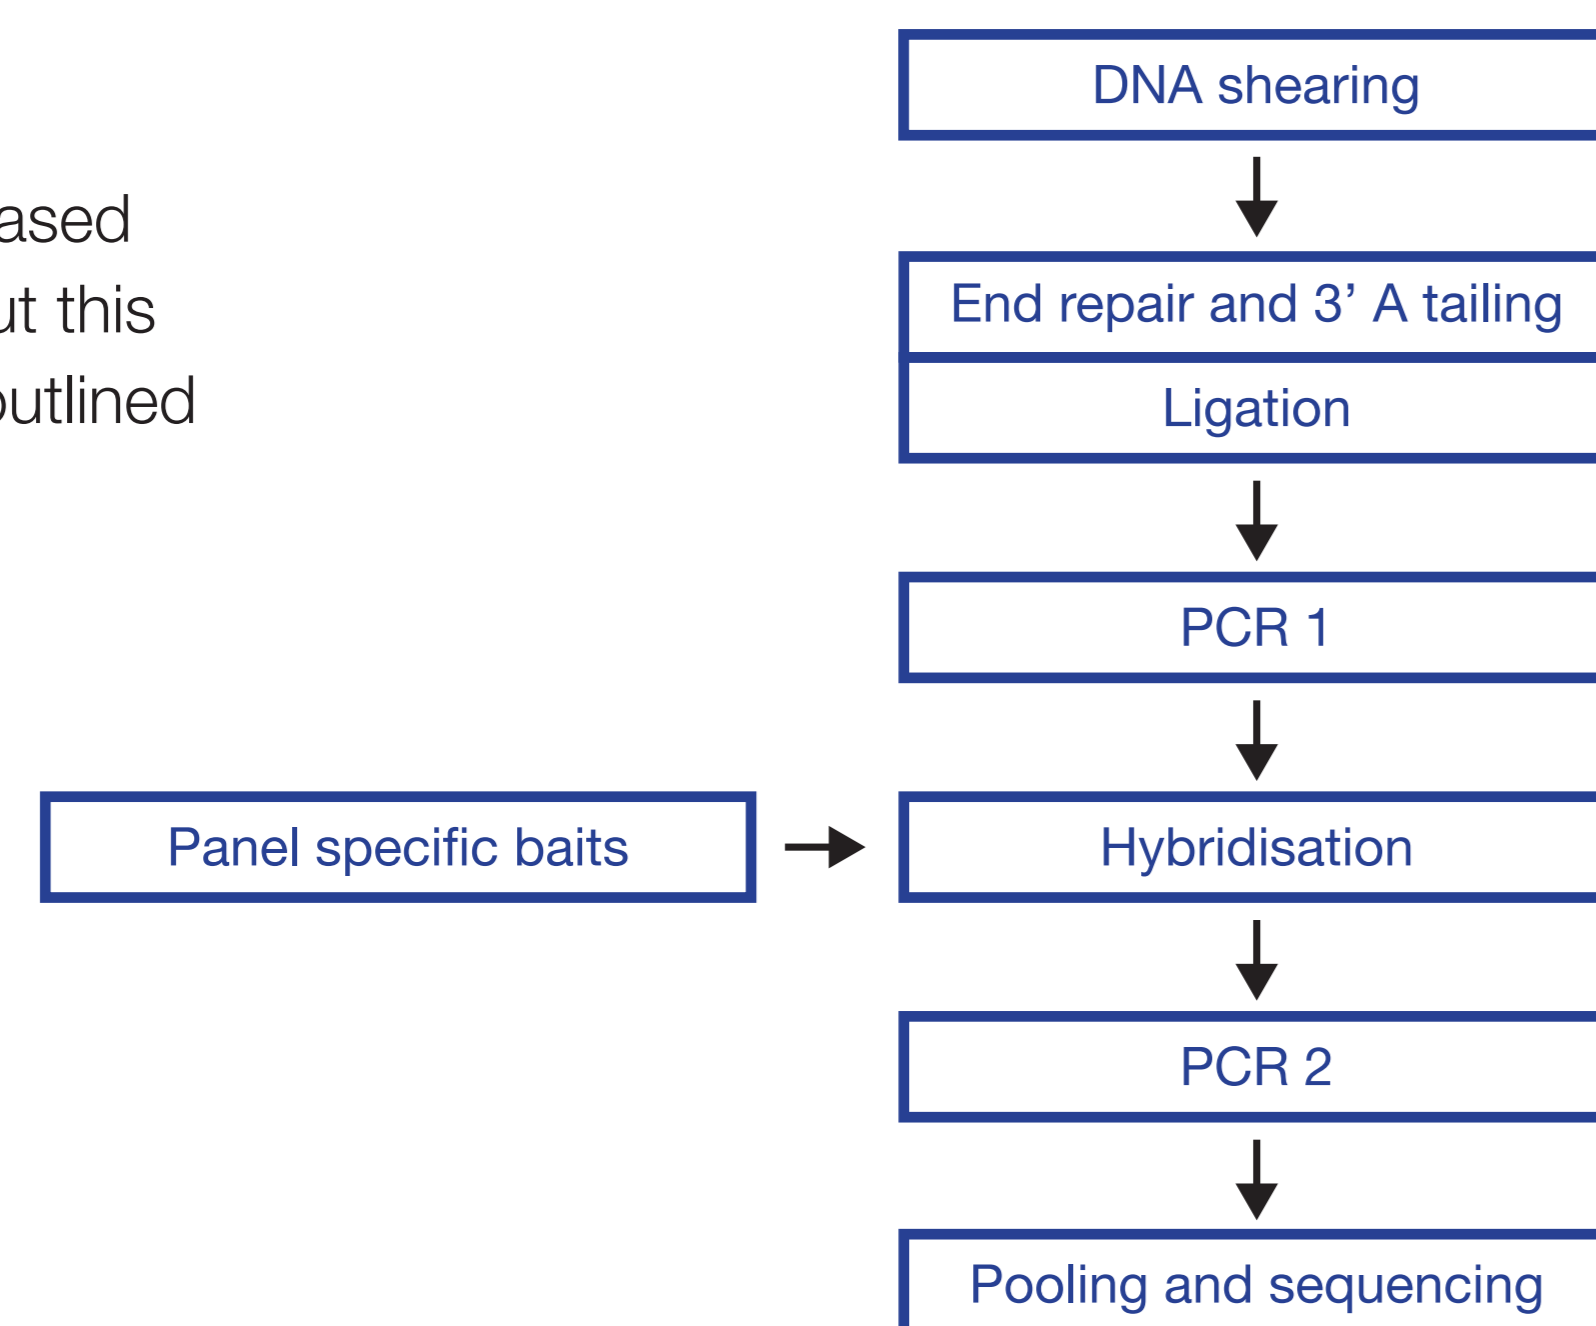 ased
ut this
outlined
DNA shearing
End repair and 3’ A tailing
Ligation
PCR 1
Panel specific baits
Hybridisation
PCR 2
Pooling and sequencing